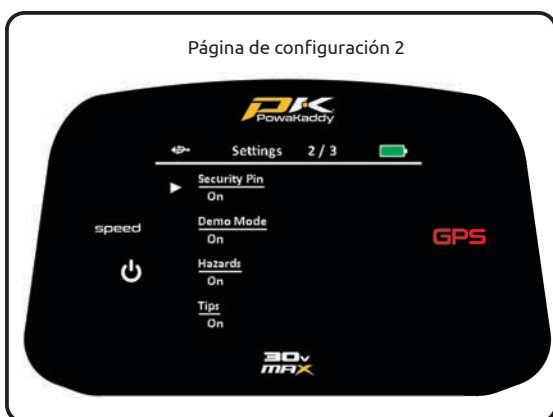 Página de configuración 2
PK
PowaKaddy
Settings 2 / 3
Security Pin
On
Demo Mode
On
speed
GPS
Hazards
On
Tips
On
30v
MAX